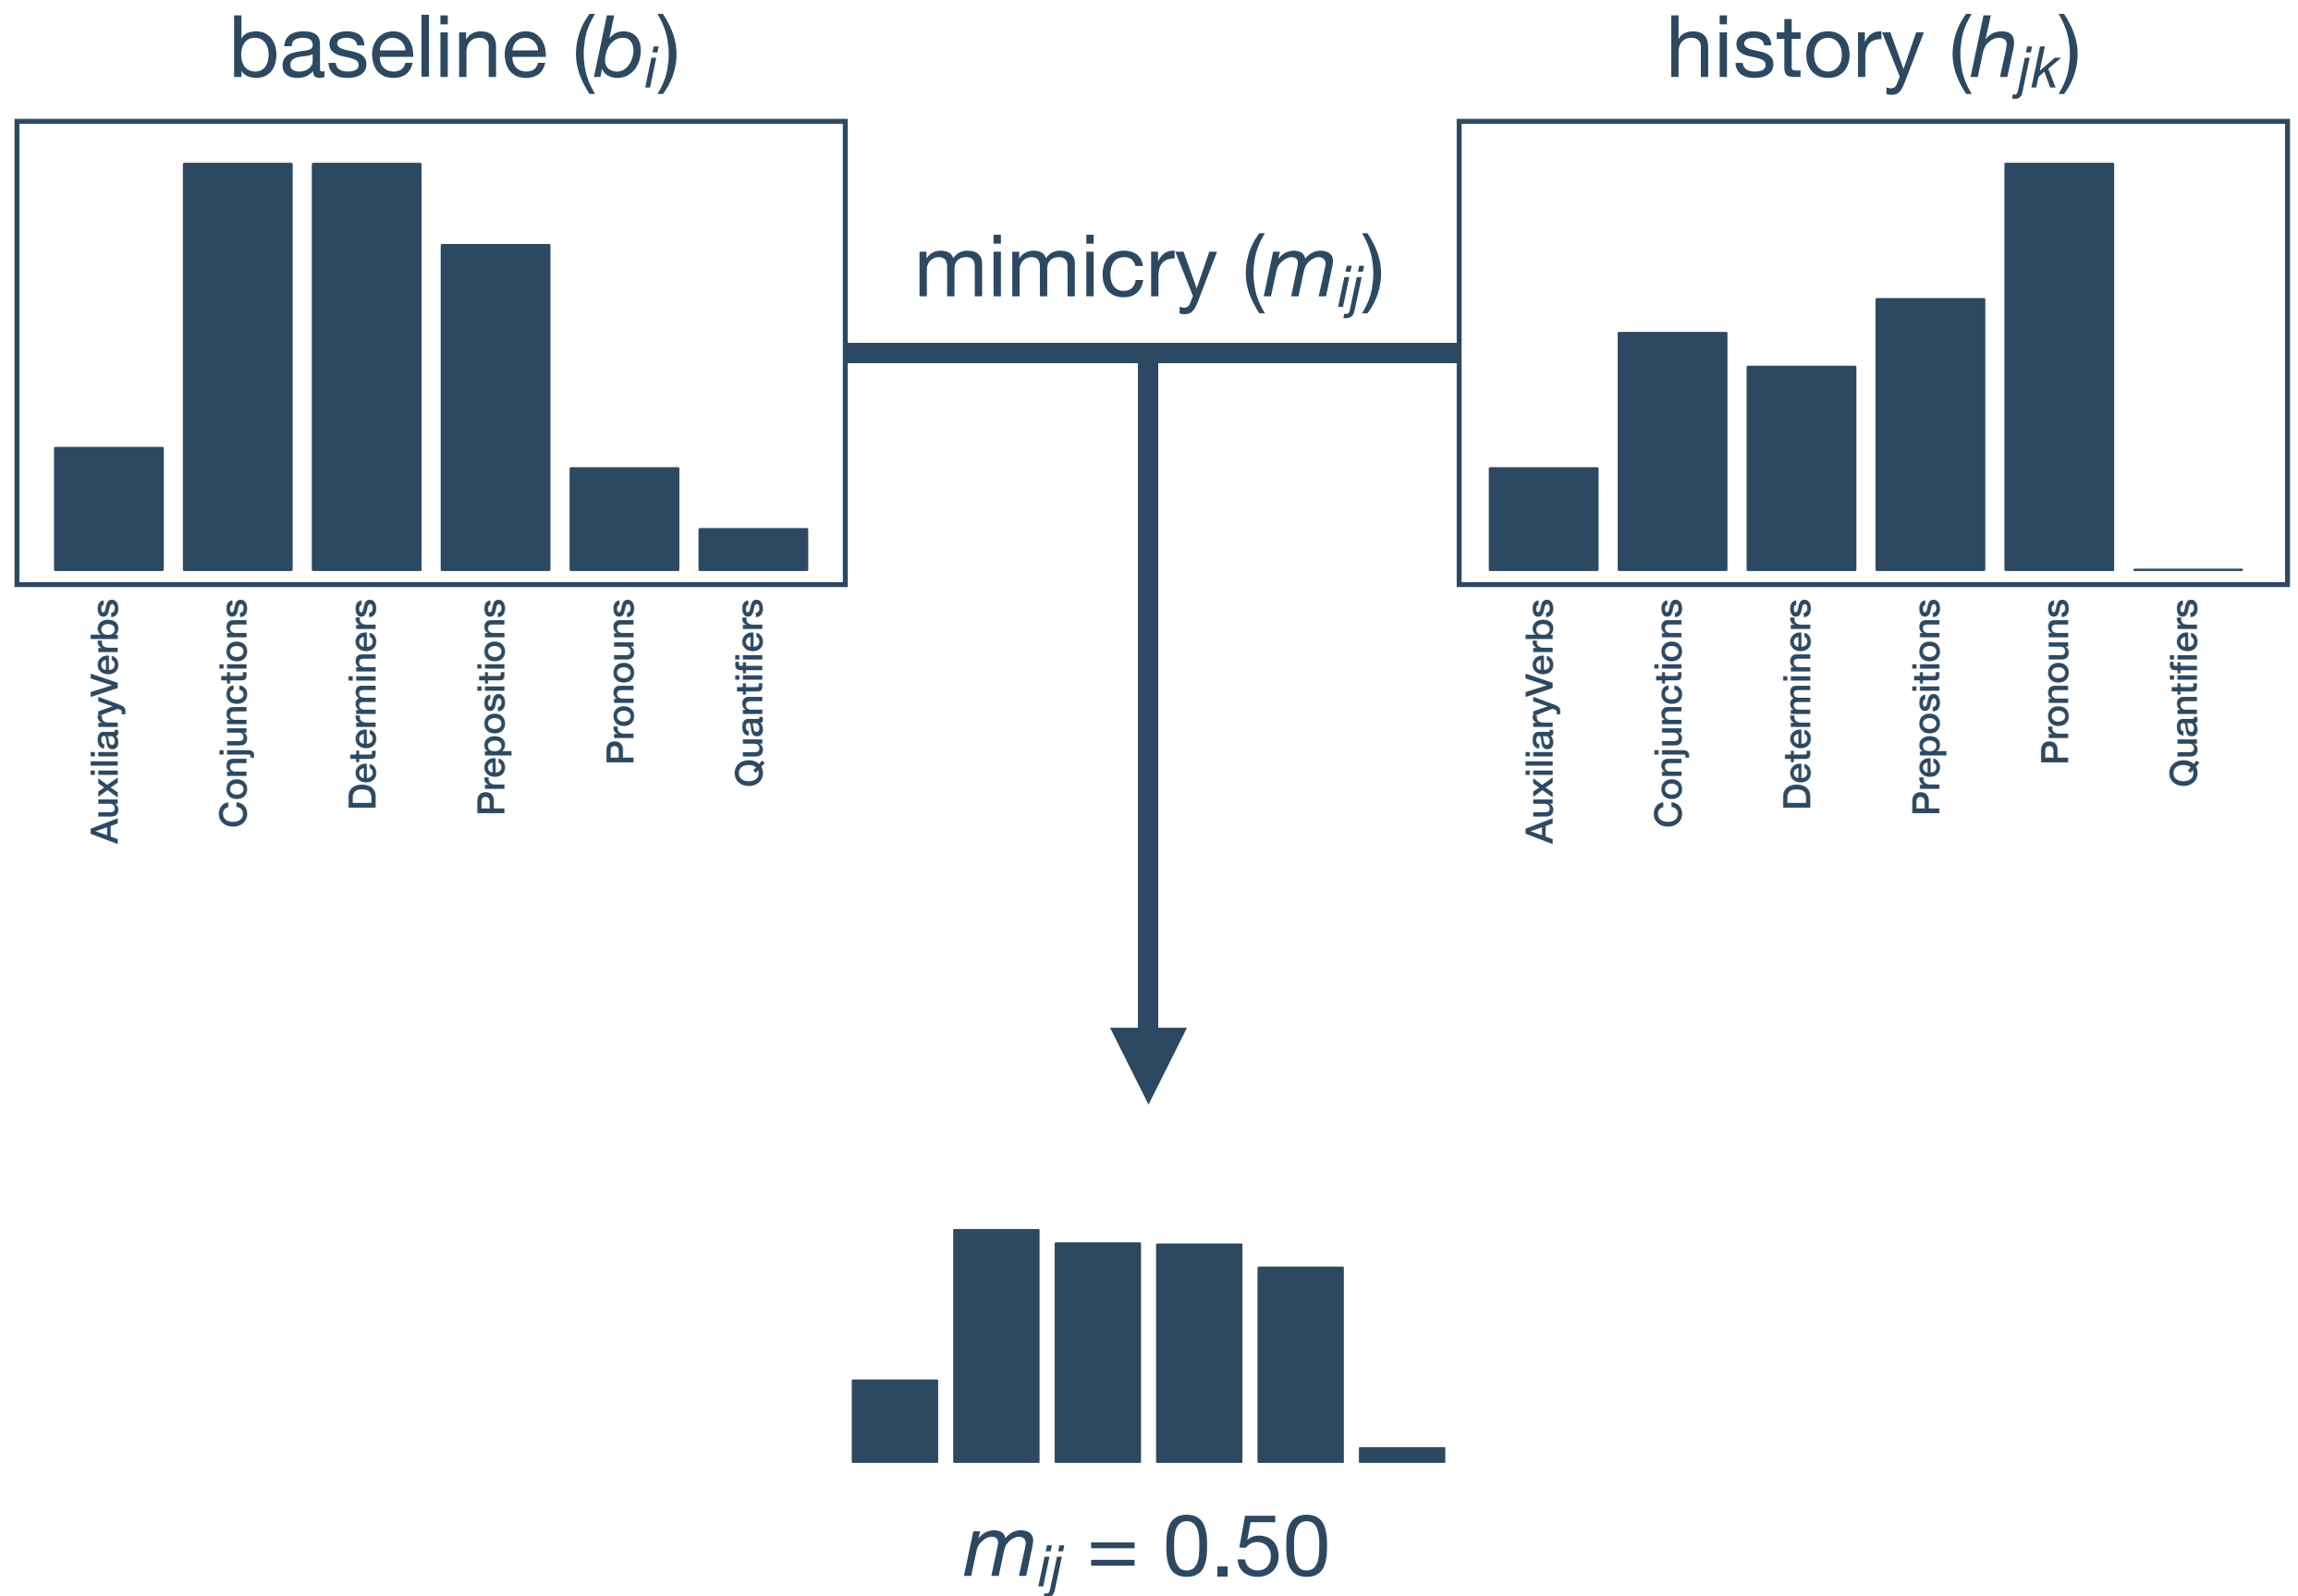 baseline (bi)
history (hjk)
mimicry (mij)
AuxiliaryVerbs
Conjunctions
Determiners
Prepositions
Pronouns
Quantifiers
AuxiliaryVerbs
Conjunctions
Determiners
Prepositions
Pronouns
Quantifiers
mij = 0.50